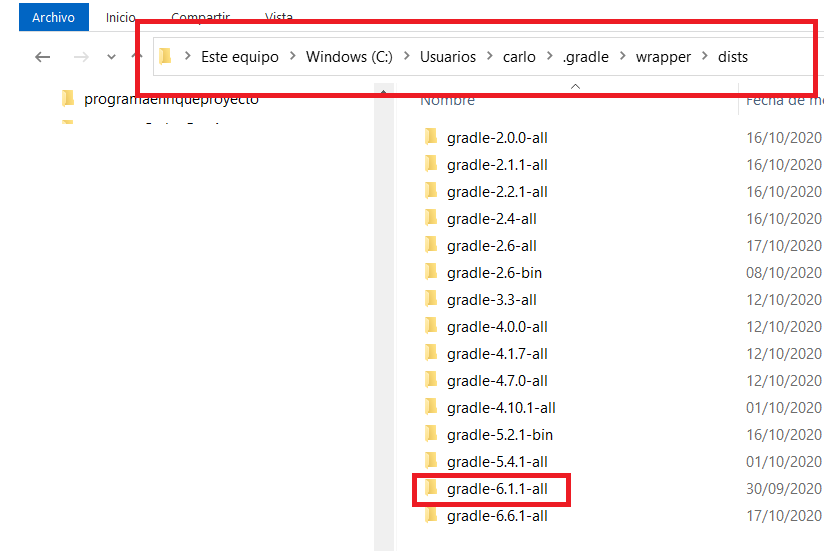 Archivo Inicio Compartir Vista
Este equipo Windows (C:) Usuarios carlo .gradle wrapper dists
programaenriqueproyecto
Nombre Fecha de
gradle-2.0.0-all 16/10/2020
gradle-2.1.1-all 16/10/2020
gradle-2.2.1-all 16/10/2020
gradle-2.4-all 16/10/2020
gradle-2.6-all 17/10/2020
gradle-2.6-bin 08/10/2020
gradle-3.3-all 12/10/2020
gradle-4.0.0-all 12/10/2020
gradle-4.1.7-all 12/10/2020
gradle-4.7.0-all 12/10/2020
gradle-4.10.1-all 01/10/2020
gradle-5.2.1-bin 16/10/2020
gradle-5.4.1-all 01/10/2020
gradle-6.1.1-all 30/09/2020
gradle-6.6.1-all 17/10/2020